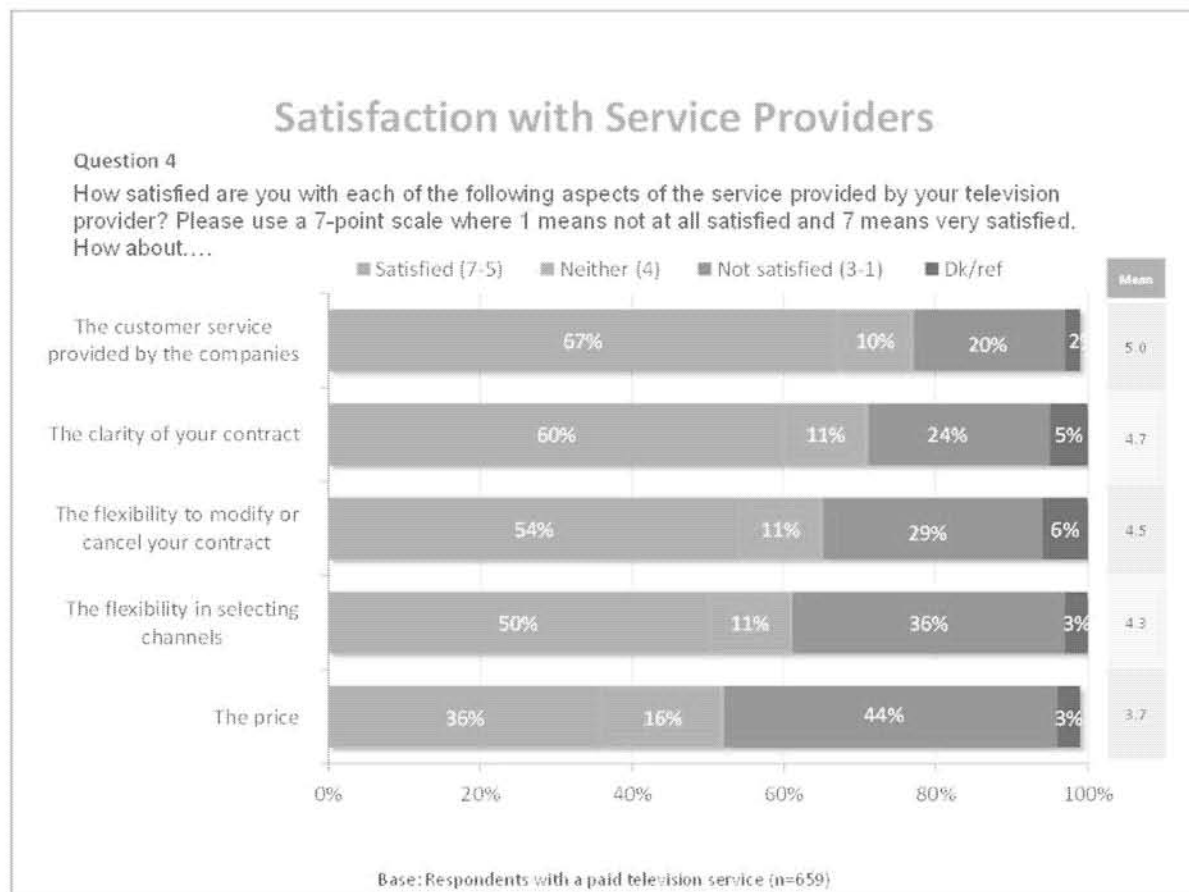 Satisfaction with Service Providers
Question 4
How satisfied are you with each of the following aspects of the service provided by your television
provider? Please use a 7-point scale where 1 means not at all satisfied and 7 means very satisfied.
How about....
Satisfied (7-5) Neither (4) Not satisfied (3-1) Dk/ref
Mean
The customer service
provided by the companies
67% 10% 20% 2%
5.0
The clarity of your contract
60% 11% 24% 5%
4.7
The flexibility to modify or
cancel your contract
54% 11% 29% 6%
4.5
The flexibility in selecting
channels
50% 11% 36% 3%
4.3
The price
36% 16% 44% 3%
3.7
0% 20% 40% 60% 80% 100%
Base: Respondents with a paid television service (n=659)